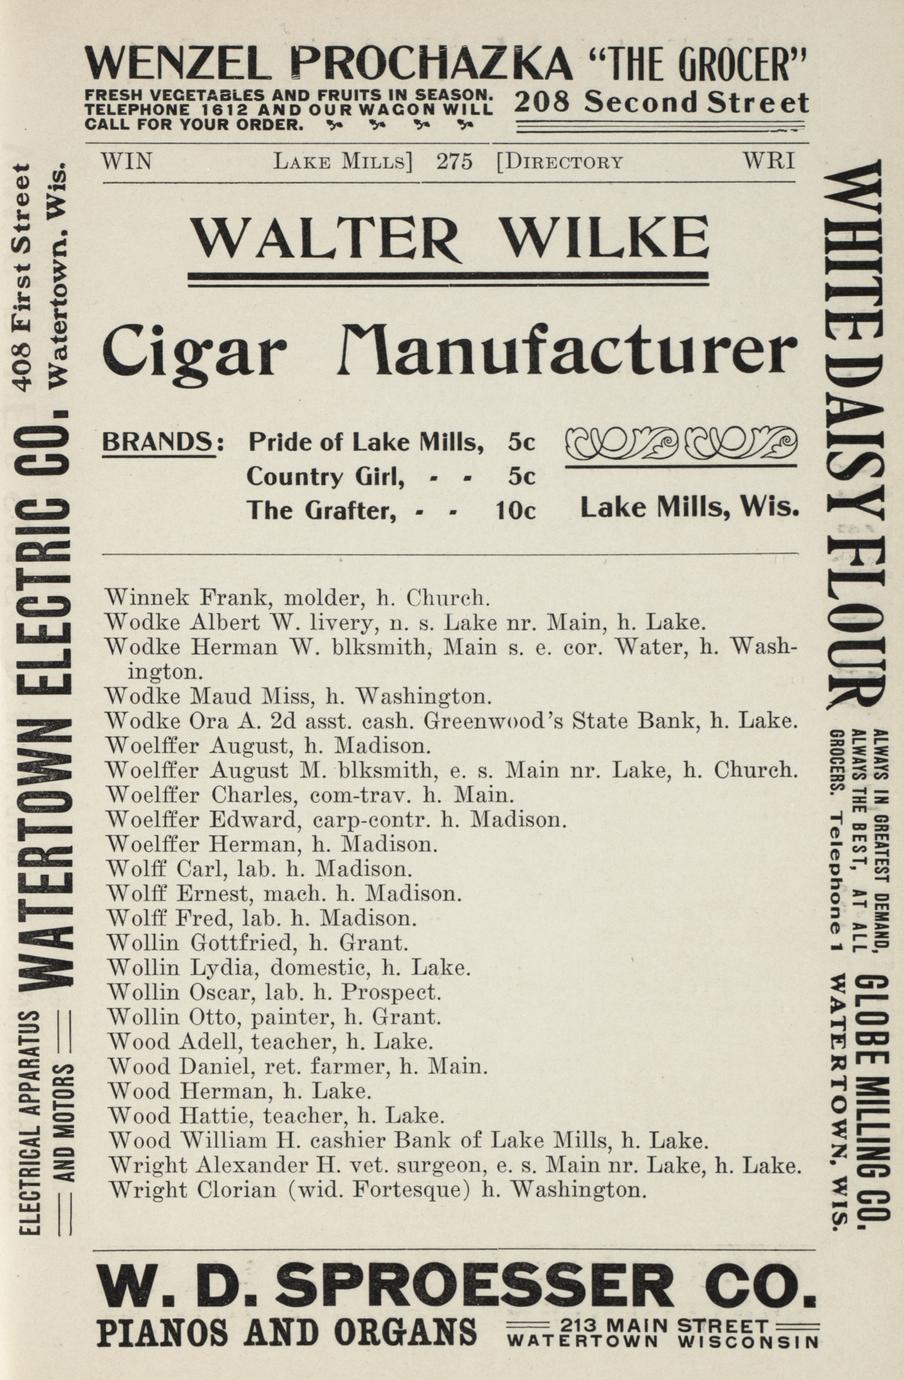 WENZEL PROCHAZKA "THE GROCER"
FRESH VEGETABLES AND FRUITS IN SEASON.
TELEPHONE 1612 AND OUR WAGON WILL
CALL FOR YOUR ORDER.
208 Second Street
WIN LAKE MILLS] 275 [DIRECTORY WRI
WALTER WILKE
Cigar Manufacturer
BRANDS: Pride of Lake Mills, 5c
Country Girl, - - 5c
The Grafter, - - 10c
Lake Mills, Wis.
Winnek Frank, molder, h. Church.
Wodke Albert W. livery, n. s. Lake nr. Main, h. Lake.
Wodke Herman W. blksmith, Main s. e. cor. Water, h. Wash-
ington.
Wodke Maud Miss, h. Washington.
Wodke Ora A. 2d asst. cash. Greenwood's State Bank, h. Lake.
Woelffer August, h. Madison.
Woelffer August M. blksmith, e. s. Main nr. Lake, h. Church.
Woelffer Charles, com-trav. h. Main.
Woelffer Edward, carp-contr. h. Madison.
Woelffer Herman, h. Madison.
Wolff Carl, lab. h. Madison.
Wolff Ernest, mach. h. Madison.
Wolff Fred, lab. h. Madison.
Wollin Gottfried, h. Grant.
Wollin Lydia, domestic, h. Lake.
Wollin Oscar, lab. h. Prospect.
Wollin Otto, painter, h. Grant.
Wood Adell, teacher, h. Lake.
Wood Daniel, ret. farmer, h. Main.
Wood Herman, h. Lake.
Wood Hattie, teacher, h. Lake.
Wood William H. cashier Bank of Lake Mills, h. Lake.
Wright Alexander H. vet. surgeon, e. s. Main nr. Lake, h. Lake.
Wright Clorian (wid. Fortesque) h. Washington.
W. D. SPROESSER CO.
PIANOS AND ORGANS
213 MAIN STREET
WATERTOWN WISCONSIN
ELECTRICAL APPARATUS
AND MOTORS
WATERTOWN ELECTRIC CO.
408 First Street
Watertown, Wis.
WHITE DAISY FLOUR
ALWAYS IN GREATEST DEMAND,
ALWAYS THE BEST, AT ALL
GROCERS. Telephone 1
GLOBE MILLING CO.
WATERTOWN, WIS.